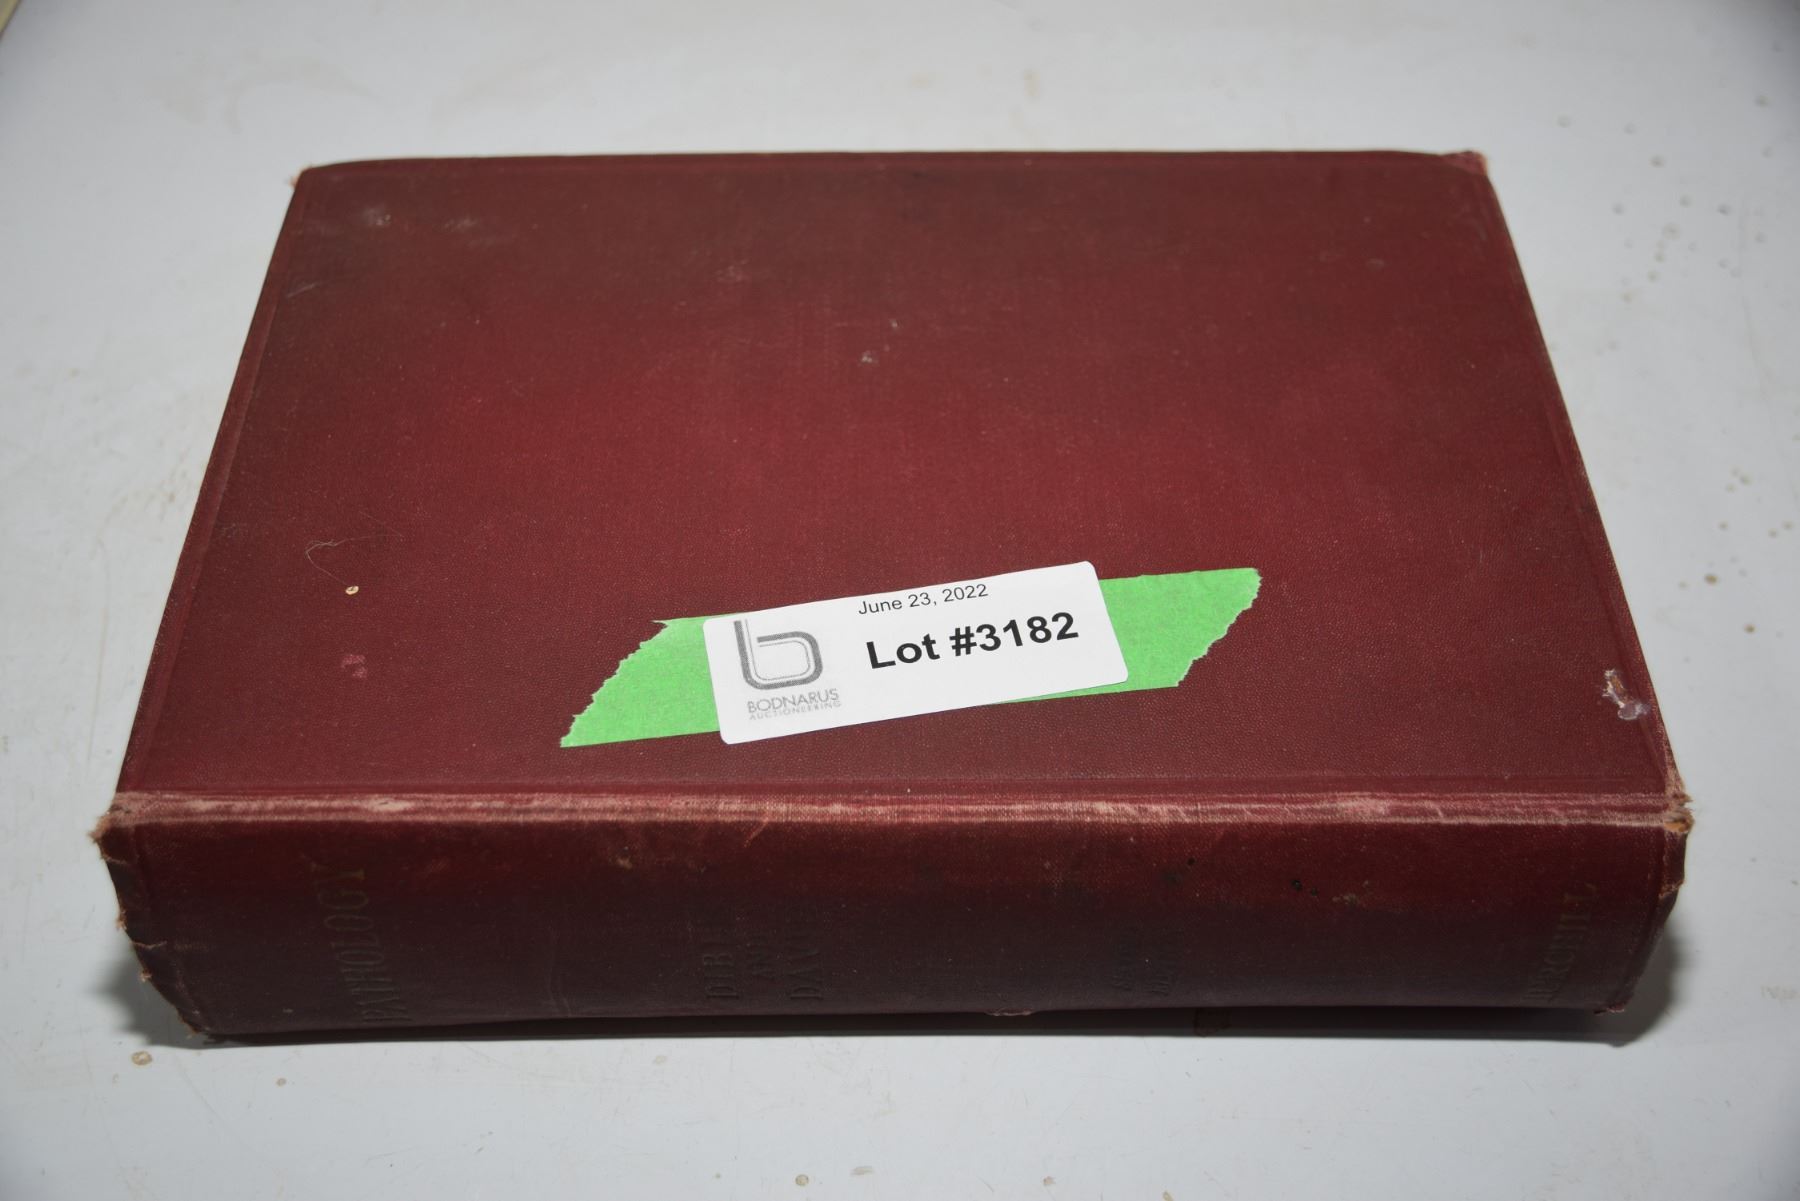 June 23, 2022
Lot #3182
BODNARUS
AUCTIONEERING
PATHOLOGY
DIBLE
AND
DAVIE
CHURCHILL